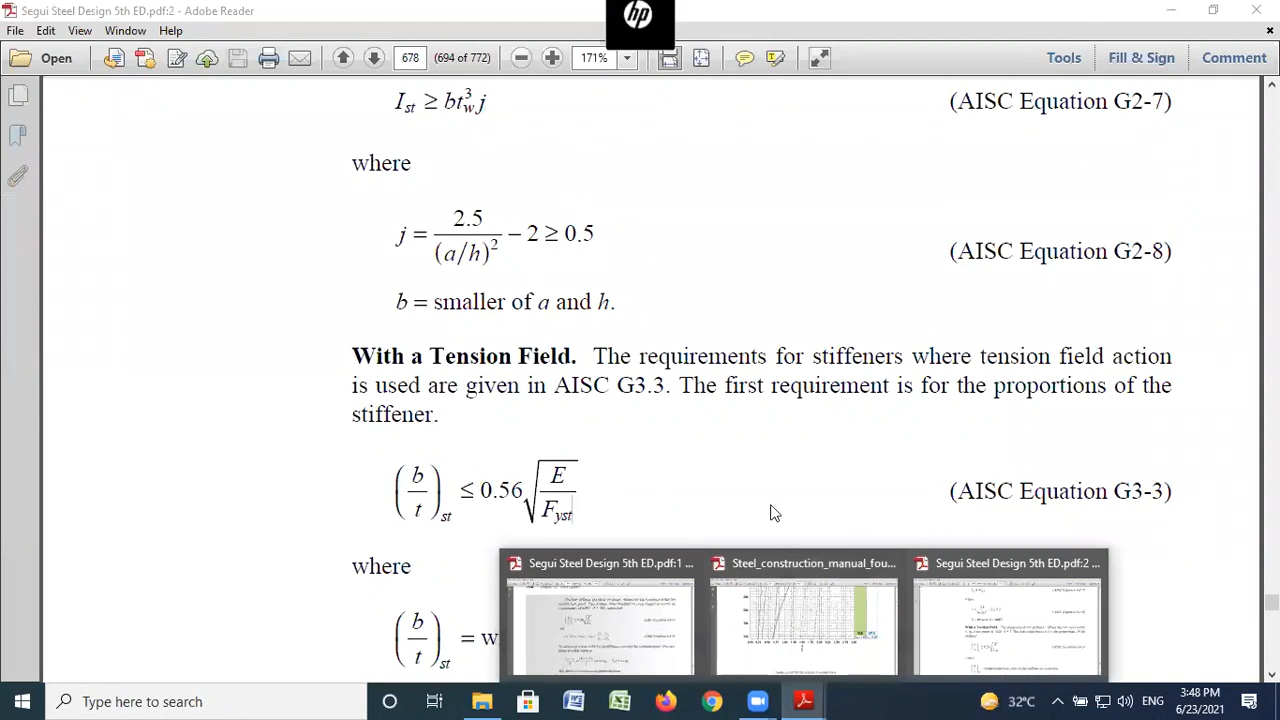 Segui Steel Design 5th ED.pdf:2 - Adobe Reader
hp
File Edit View Window Help
Open 678 (694 of 772) 171% Tools Fill & Sign Comment
I_st ≥ bt_w^3 j (AISC Equation G2-7)
where
j = 2.5/(a/h)^2 − 2 ≥ 0.5 (AISC Equation G2-8)
b = smaller of a and h.
With a Tension Field. The requirements for stiffeners where tension field action
is used are given in AISC G3.3. The first requirement is for the proportions of the
stiffener.
(b/t)_st ≤ 0.56 √(E/F_yst) (AISC Equation G3-3)
where
(b/t)_st = w
Segui Steel Design 5th ED.pdf:1 ... Steel_construction_manual_fou... Segui Steel Design 5th ED.pdf:2 ...
Type here to search
32°C ENG 3:48 PM
6/23/2021